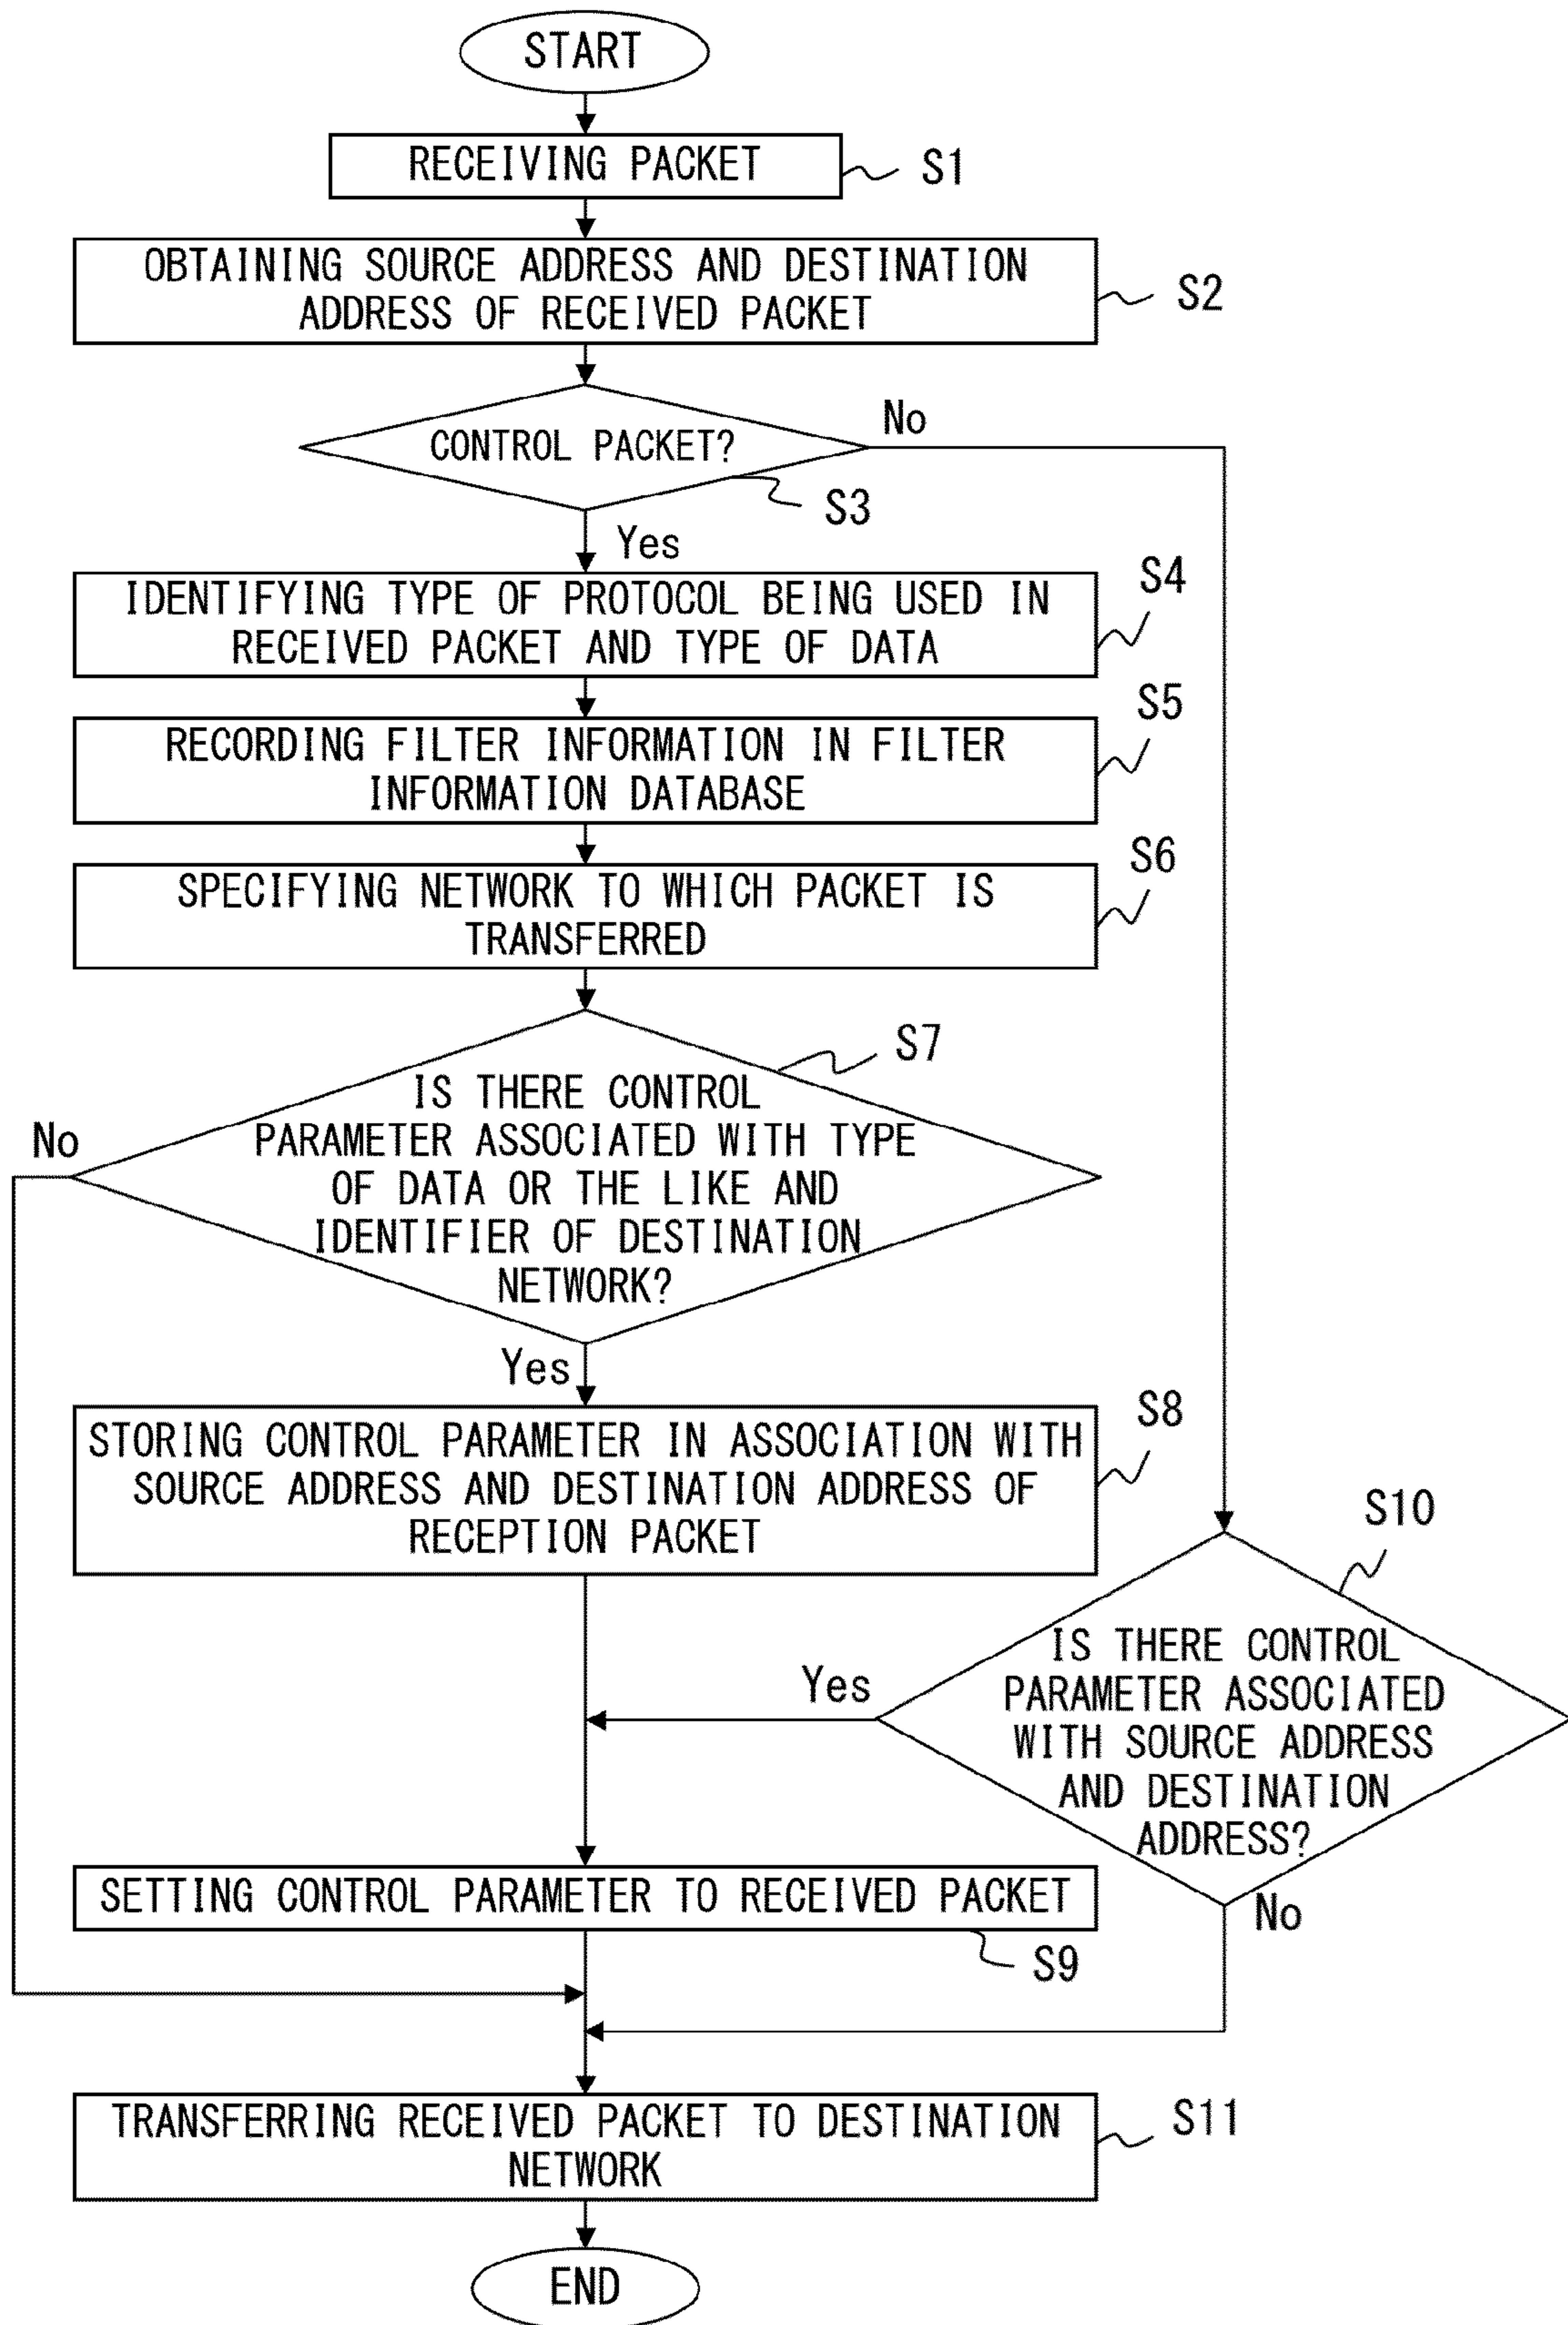 START
RECEIVING PACKET
S1
OBTAINING SOURCE ADDRESS AND DESTINATION
ADDRESS OF RECEIVED PACKET
S2
CONTROL PACKET?
No
S3
Yes
IDENTIFYING TYPE OF PROTOCOL BEING USED IN
RECEIVED PACKET AND TYPE OF DATA
S4
RECORDING FILTER INFORMATION IN FILTER
INFORMATION DATABASE
S5
SPECIFYING NETWORK TO WHICH PACKET IS
TRANSFERRED
S6
S7
IS THERE CONTROL
PARAMETER ASSOCIATED WITH TYPE
OF DATA OR THE LIKE AND
IDENTIFIER OF DESTINATION
NETWORK?
No
Yes
STORING CONTROL PARAMETER IN ASSOCIATION WITH
SOURCE ADDRESS AND DESTINATION ADDRESS OF
RECEPTION PACKET
S8
S10
IS THERE CONTROL
PARAMETER ASSOCIATED
WITH SOURCE ADDRESS
AND DESTINATION
ADDRESS?
Yes
No
SETTING CONTROL PARAMETER TO RECEIVED PACKET
S9
TRANSFERRING RECEIVED PACKET TO DESTINATION
NETWORK
S11
END